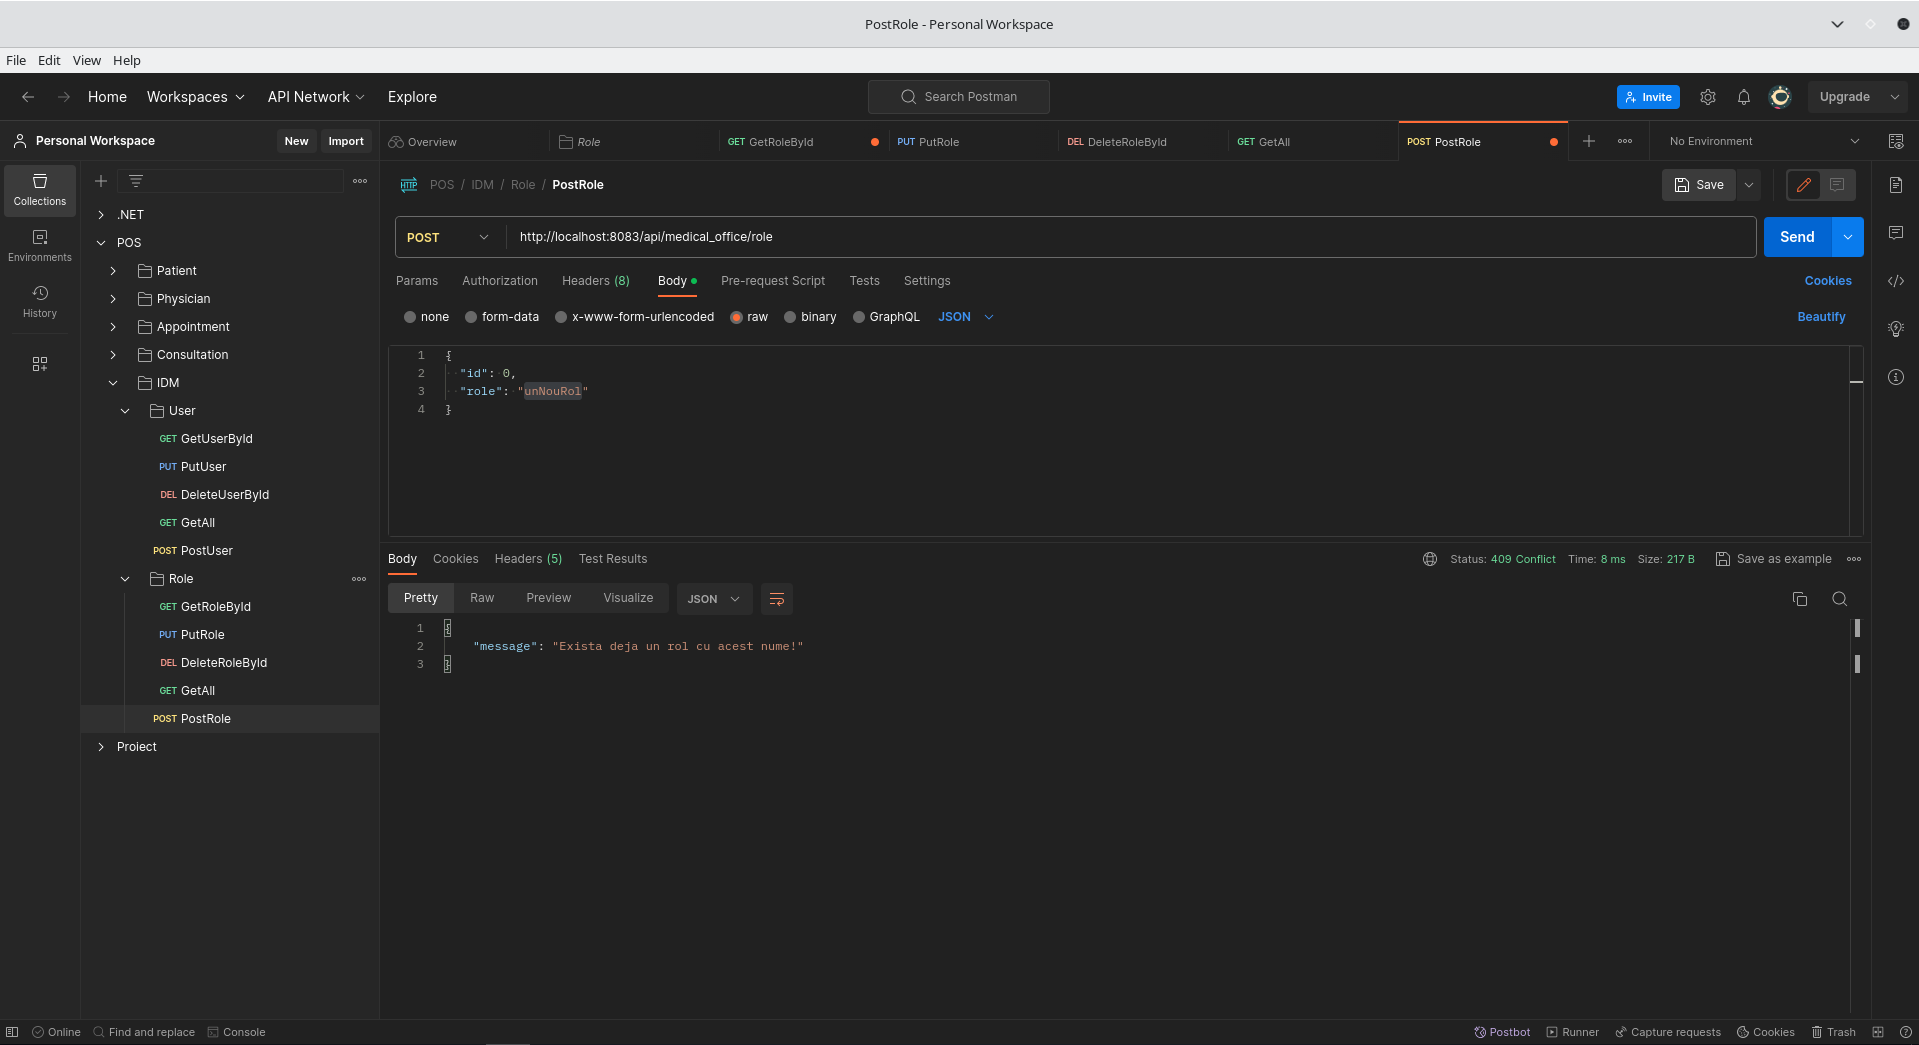 PostRole - Personal Workspace
File Edit View Help
Home Workspaces API Network Explore
Search Postman
Invite
Upgrade
Personal Workspace
New Import
Overview
Role
GET GetRoleById
PUT PutRole
DEL DeleteRoleById
GET GetAll
POST PostRole
No Environment
Collections
Environments
History
.NET
POS
Patient
Physician
Appointment
Consultation
IDM
User
GET GetUserById
PUT PutUser
DEL DeleteUserById
GET GetAll
POST PostUser
Role
GET GetRoleById
PUT PutRole
DEL DeleteRoleById
GET GetAll
POST PostRole
Proiect
HTTP POS / IDM / Role / PostRole
Save
POST http://localhost:8083/api/medical_office/role
Send
Params Authorization Headers (8) Body Pre-request Script Tests Settings
Cookies
none form-data x-www-form-urlencoded raw binary GraphQL JSON
Beautify
1 {
2 "id": 0,
3 "role": "unNouRol"
4 }
Body Cookies Headers (5) Test Results
Status: 409 Conflict Time: 8 ms Size: 217 B Save as example
Pretty Raw Preview Visualize JSON
1 {
2 "message": "Exista deja un rol cu acest nume!"
3 }
Online Find and replace Console
Postbot Runner Capture requests Cookies Trash